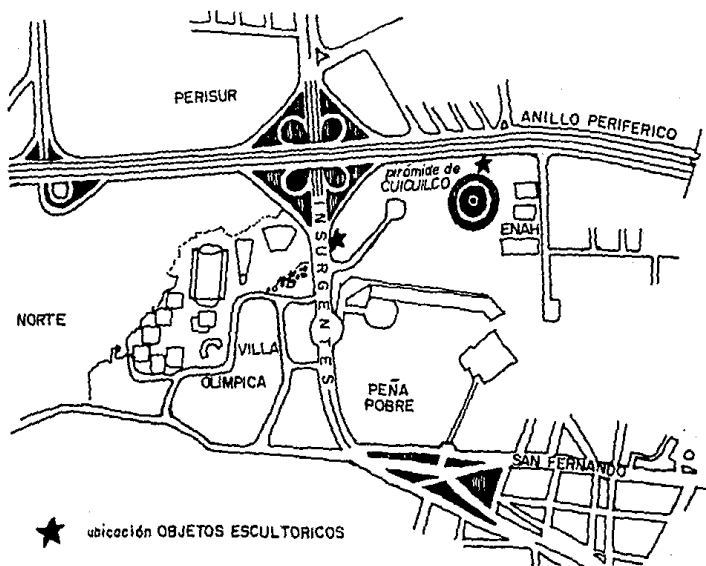 PERISUR
ANILLO PERIFERICO
pirámide de
CUICUILCO
ENAH
INSURGENTES
NORTE
VILLA
OLIMPICA
PEÑA
POBRE
SAN FERNANDO
ubicación OBJETOS ESCULTORICOS